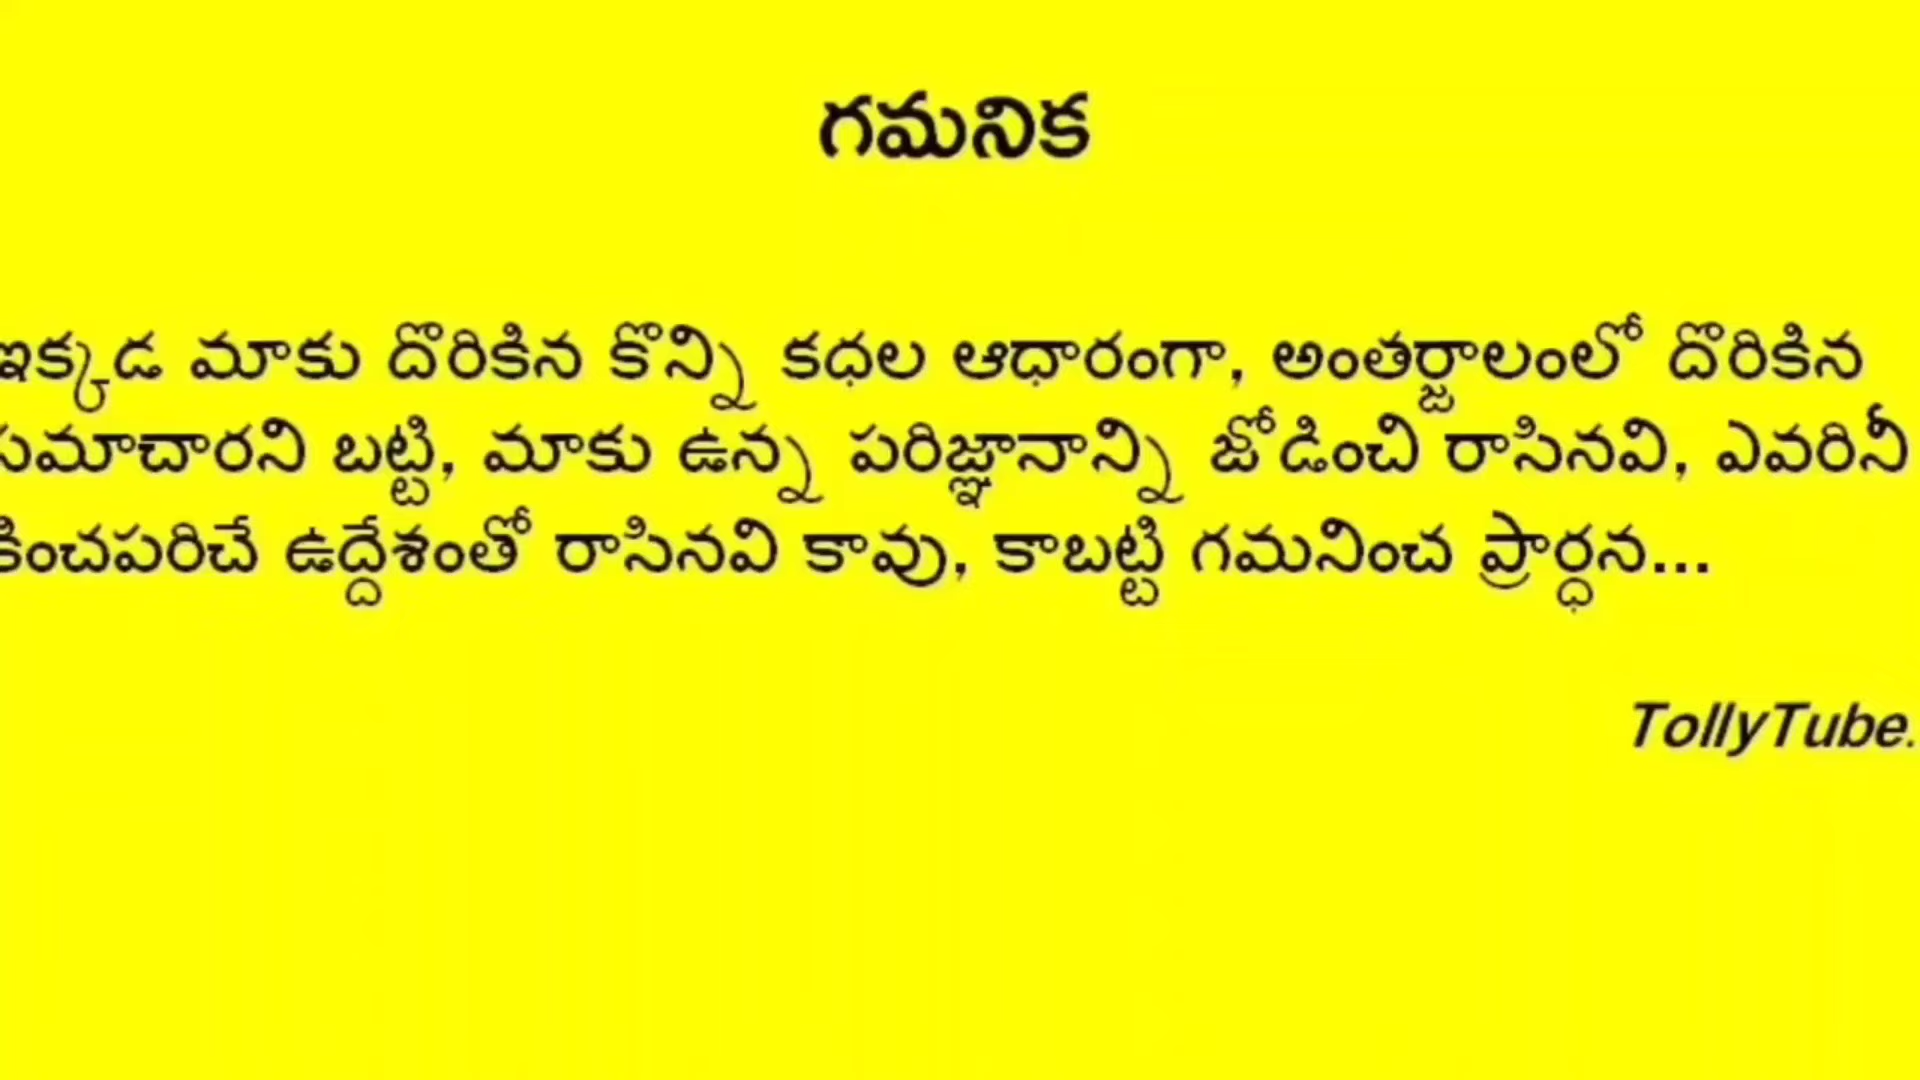 గమనిక
ఇక్కడ మాకు దొరికిన కొన్ని కధల ఆధారంగా, అంతర్జాలంలో దొరికిన
సమాచారని బట్టి, మాకు ఉన్న పరిజ్ఞానాన్ని జోడించి రాసినవి, ఎవరినీ
కించపరిచే ఉద్దేశంతో రాసినవి కావు, కాబట్టి గమనించ ప్రార్ధన...
TollyTube.